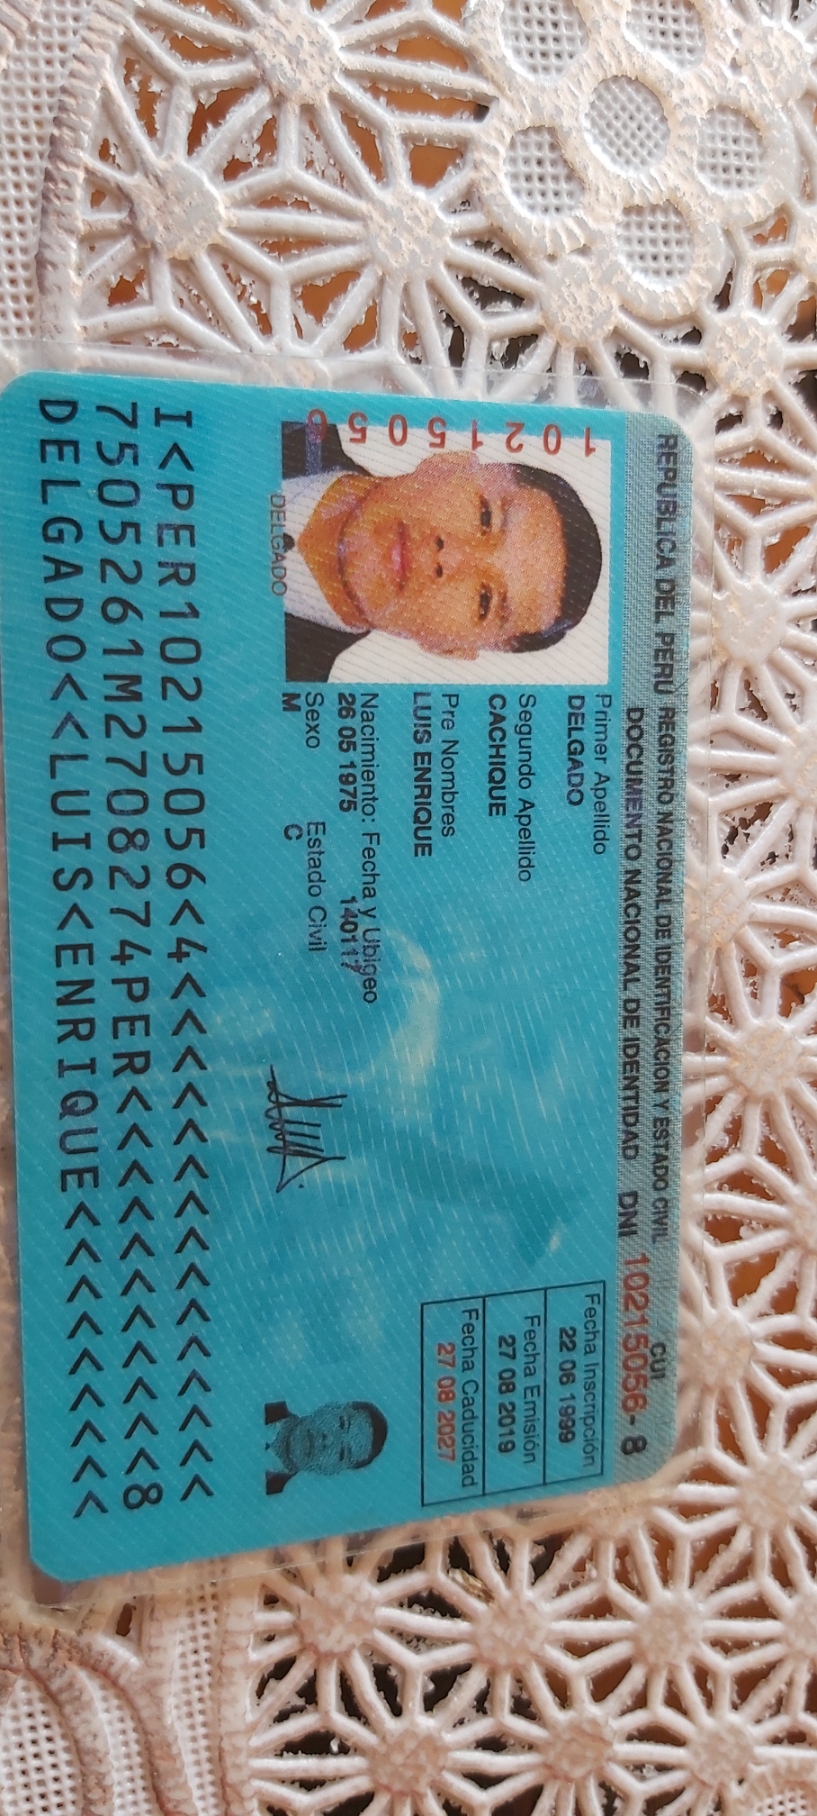 REPUBLICA DEL PERU REGISTRO NACIONAL DE IDENTIFICACION Y ESTADO CIVIL
DOCUMENTO NACIONAL DE IDENTIDAD DNI 10215056 - 8
CUI
10215056
DELGADO
Primer Apellido
DELGADO
Segundo Apellido
CACHIQUE
Pre Nombres
LUIS ENRIQUE
Nacimiento: Fecha y Ubigeo
26 05 1975 140117
Sexo Estado Civil
M C
Fecha Inscripción
22 06 1999
Fecha Emisión
27 08 2019
Fecha Caducidad
27 08 2027
I<PER10215056<4<<<<<<<<<<<<<<<
7505261M2708274PER<<<<<<<<<<<8
DELGADO<<LUIS<ENRIQUE<<<<<<<<<